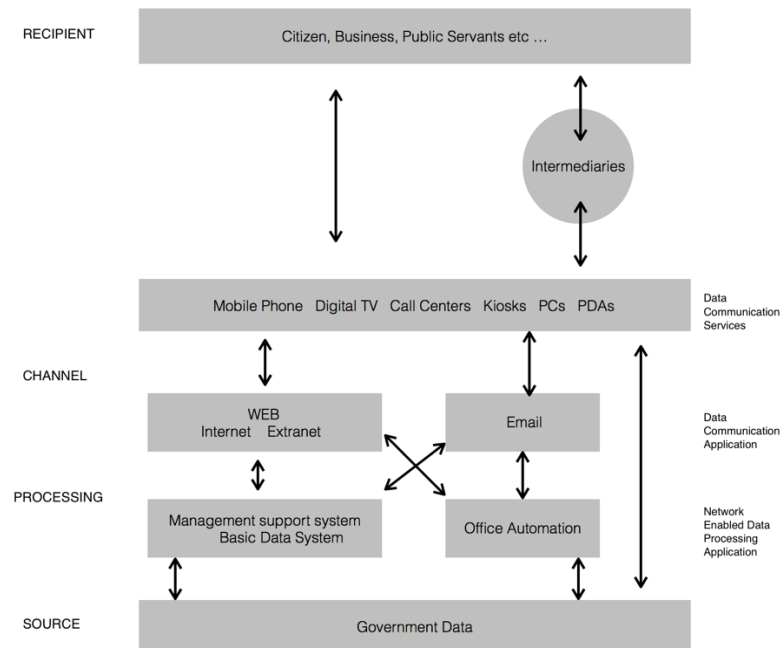 RECIPIENT
Citizen, Business, Public Servants etc ...
Intermediaries
Mobile Phone Digital TV Call Centers Kiosks PCs PDAs
Data
Communication
Services
CHANNEL
WEB
Internet Extranet
Email
Data
Communication
Application
PROCESSING
Management support system
Basic Data System
Office Automation
Network
Enabled Data
Processing
Application
SOURCE
Government Data